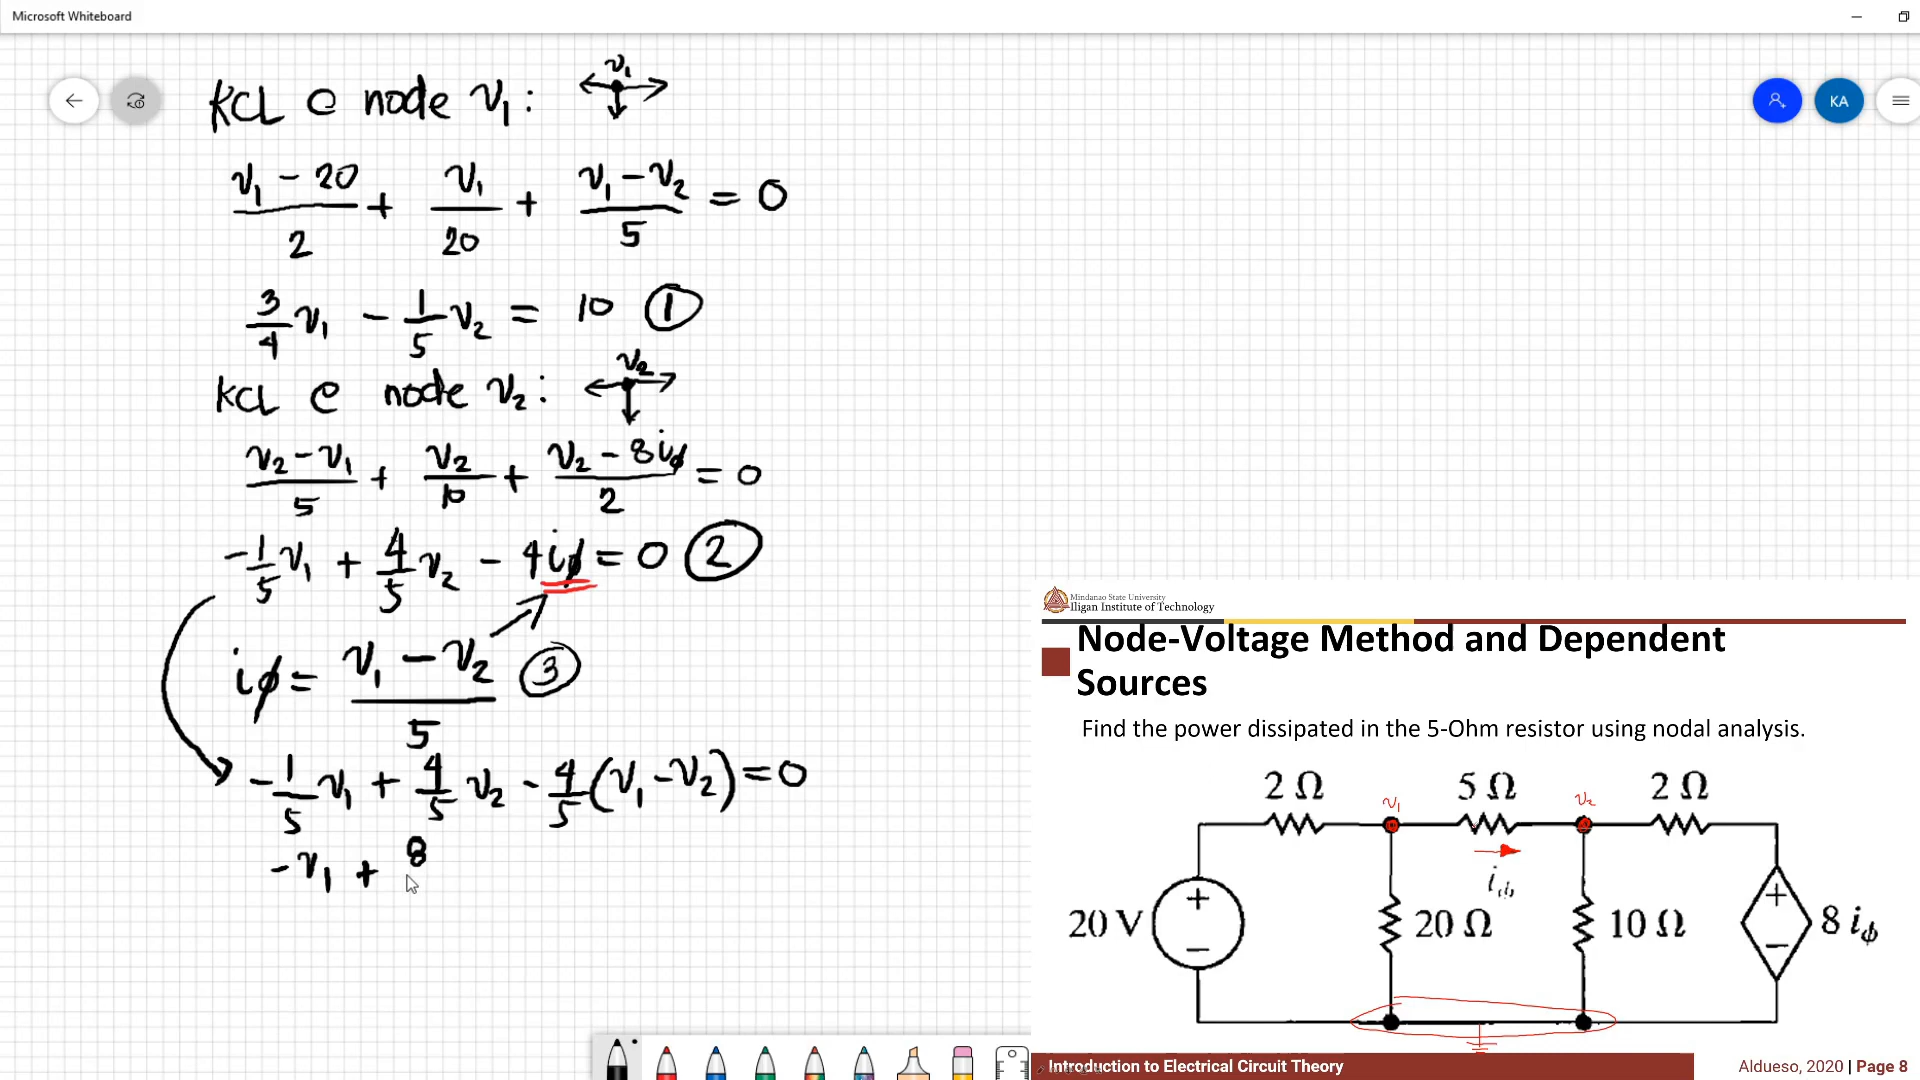 Microsoft Whiteboard
KA
KCL @ node v₁: v₁
(v₁ - 20)/2 + v₁/20 + (v₁ - v₂)/5 = 0
3/4 v₁ - 1/5 v₂ = 10 ①
KCL @ node v₂: v₂
(v₂ - v₁)/5 + v₂/10 + (v₂ - 8iϕ)/2 = 0
-1/5 v₁ + 4/5 v₂ - 4iϕ = 0 ②
iϕ = (v₁ - v₂)/5 ③
-1/5 v₁ + 4/5 v₂ - 4/5 (v₁ - v₂) = 0
-v₁ + 8
Mindanao State University
Iligan Institute of Technology
Node-Voltage Method and Dependent
Sources
Find the power dissipated in the 5-Ohm resistor using nodal analysis.
2 Ω 5 Ω 2 Ω
v₁ v₂
iϕ
20 V + - 20 Ω 10 Ω + - 8 iϕ
Introduction to Electrical Circuit Theory Aldueso, 2020 | Page 8